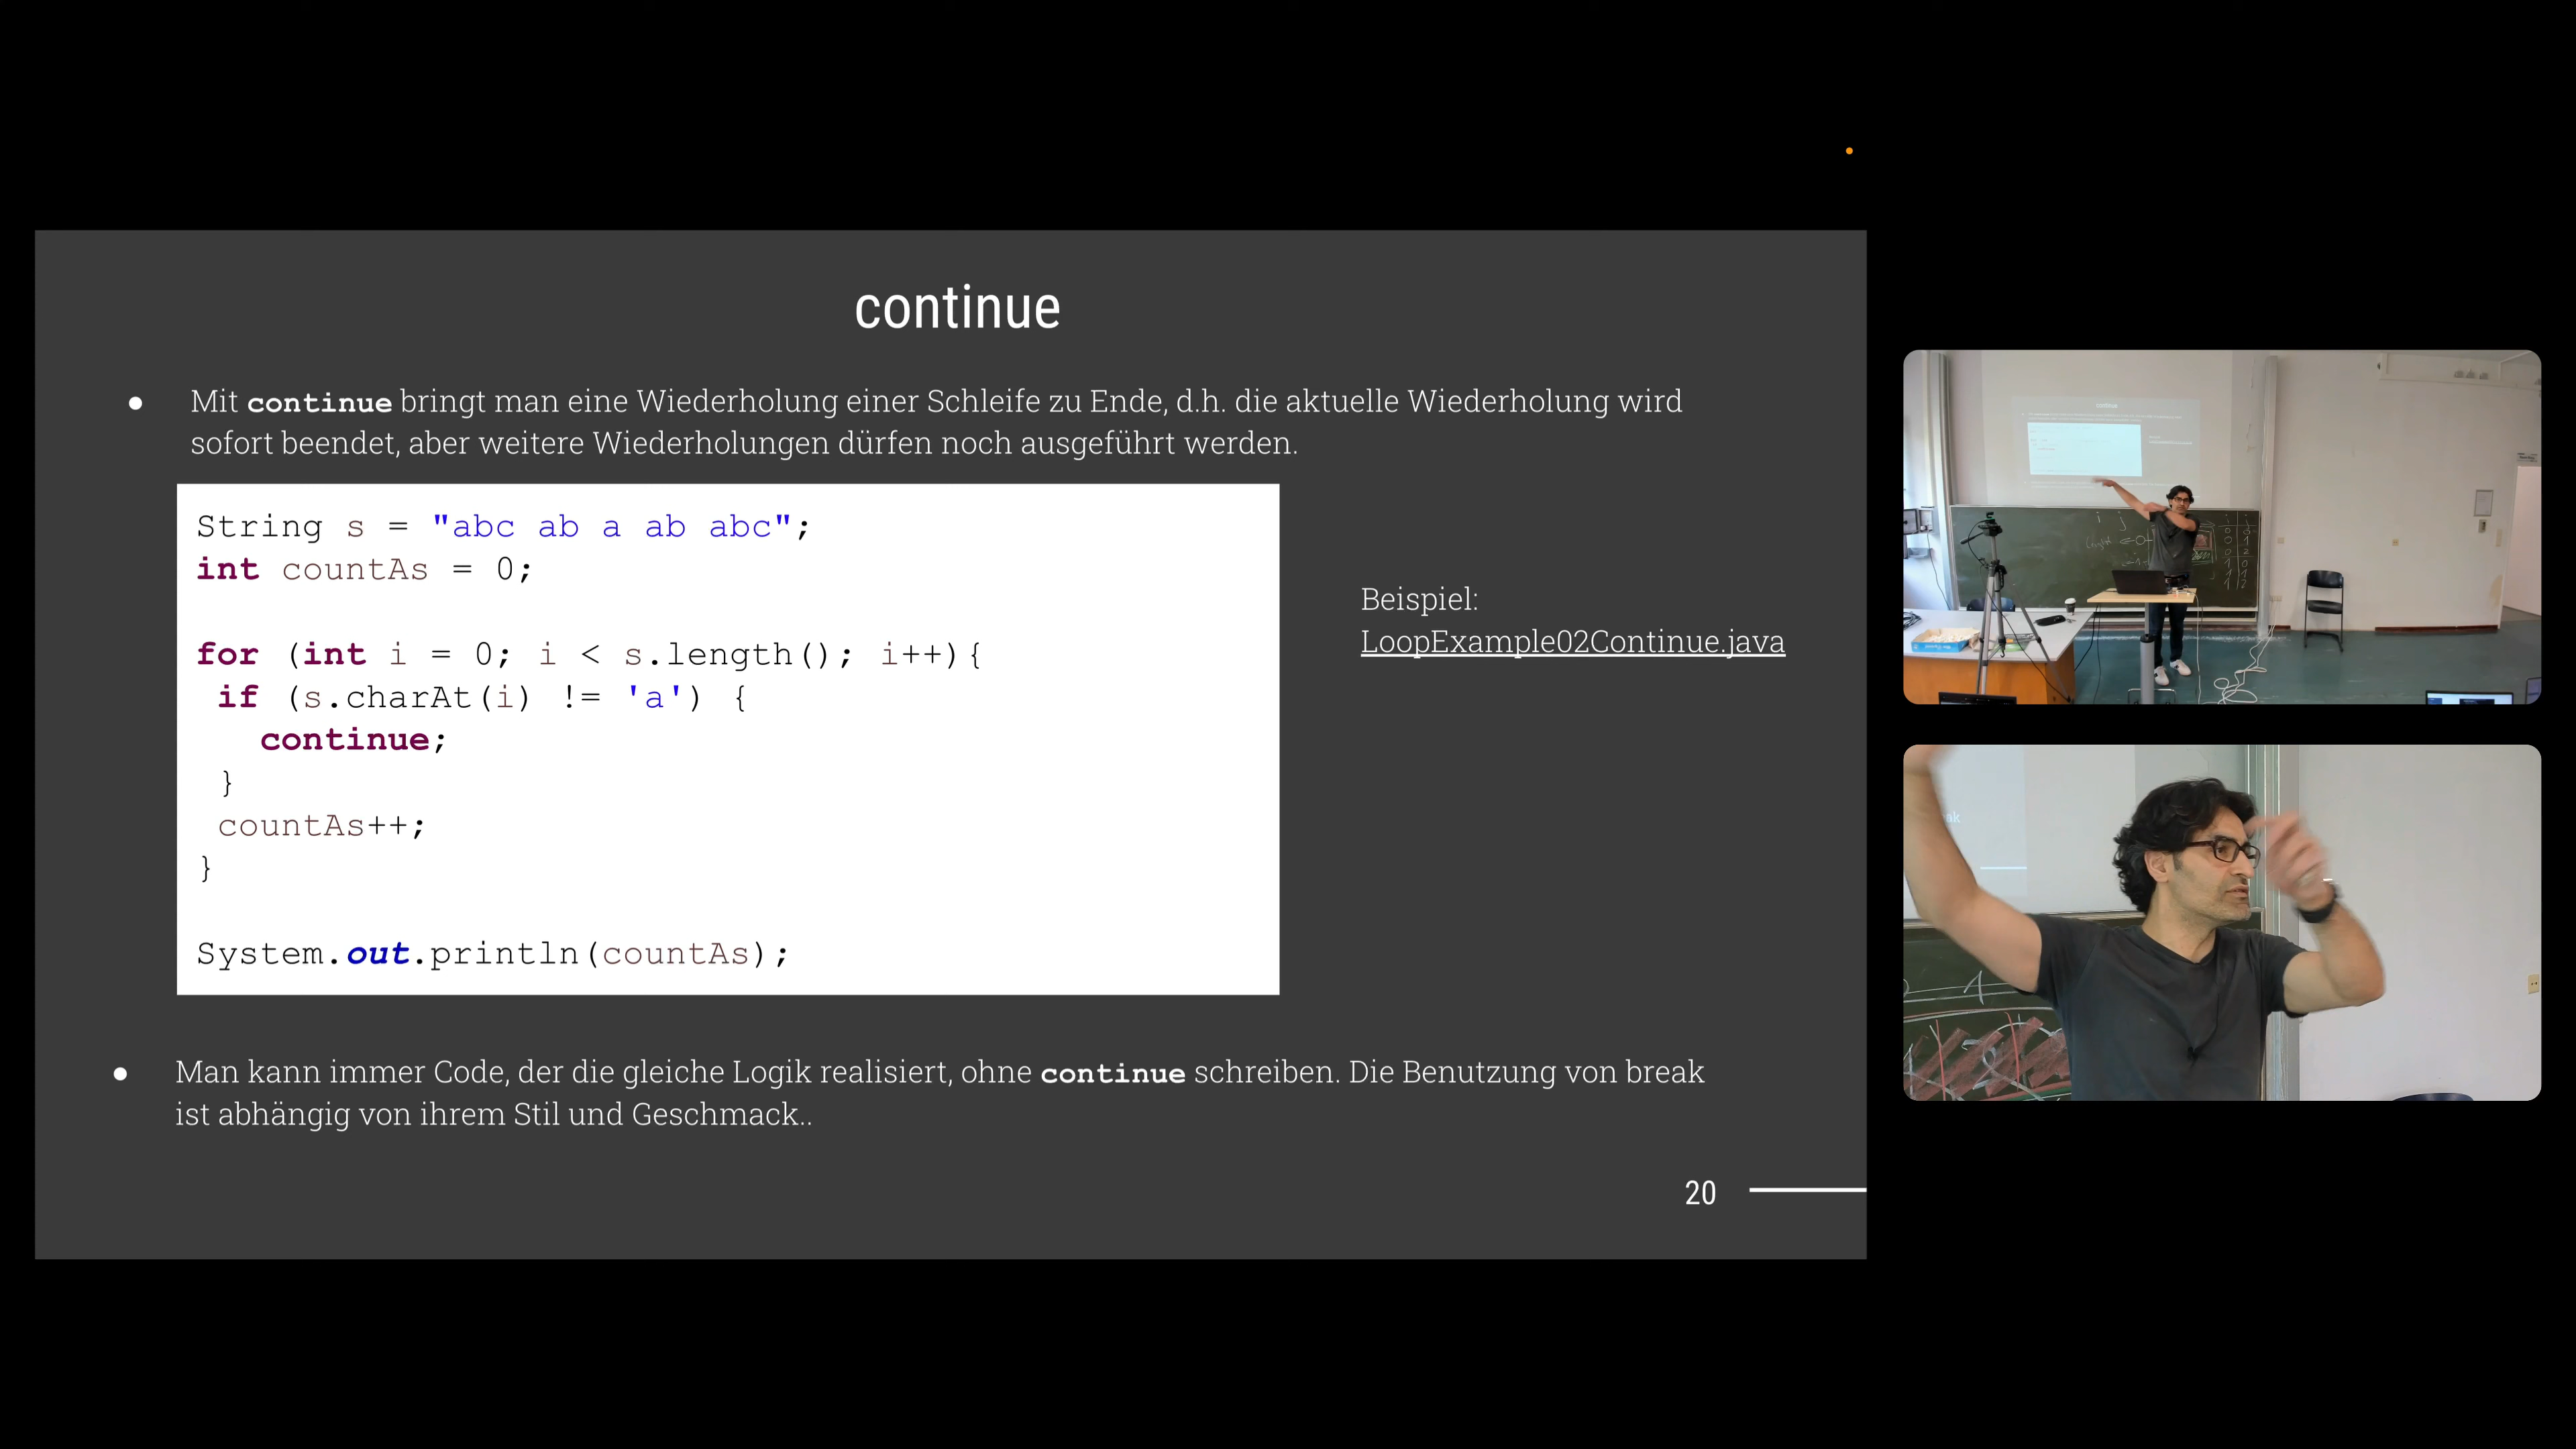 continue
● Mit continue bringt man eine Wiederholung einer Schleife zu Ende, d.h. die aktuelle Wiederholung wird
sofort beendet, aber weitere Wiederholungen dürfen noch ausgeführt werden.
String s = "abc ab a ab abc";
int countAs = 0;
for (int i = 0; i < s.length(); i++){
if (s.charAt(i) != 'a') {
continue;
}
countAs++;
}
System.out.println(countAs);
Beispiel:
LoopExample02Continue.java
● Man kann immer Code, der die gleiche Logik realisiert, ohne continue schreiben. Die Benutzung von break
ist abhängig von ihrem Stil und Geschmack..
20
continue
i j
ak